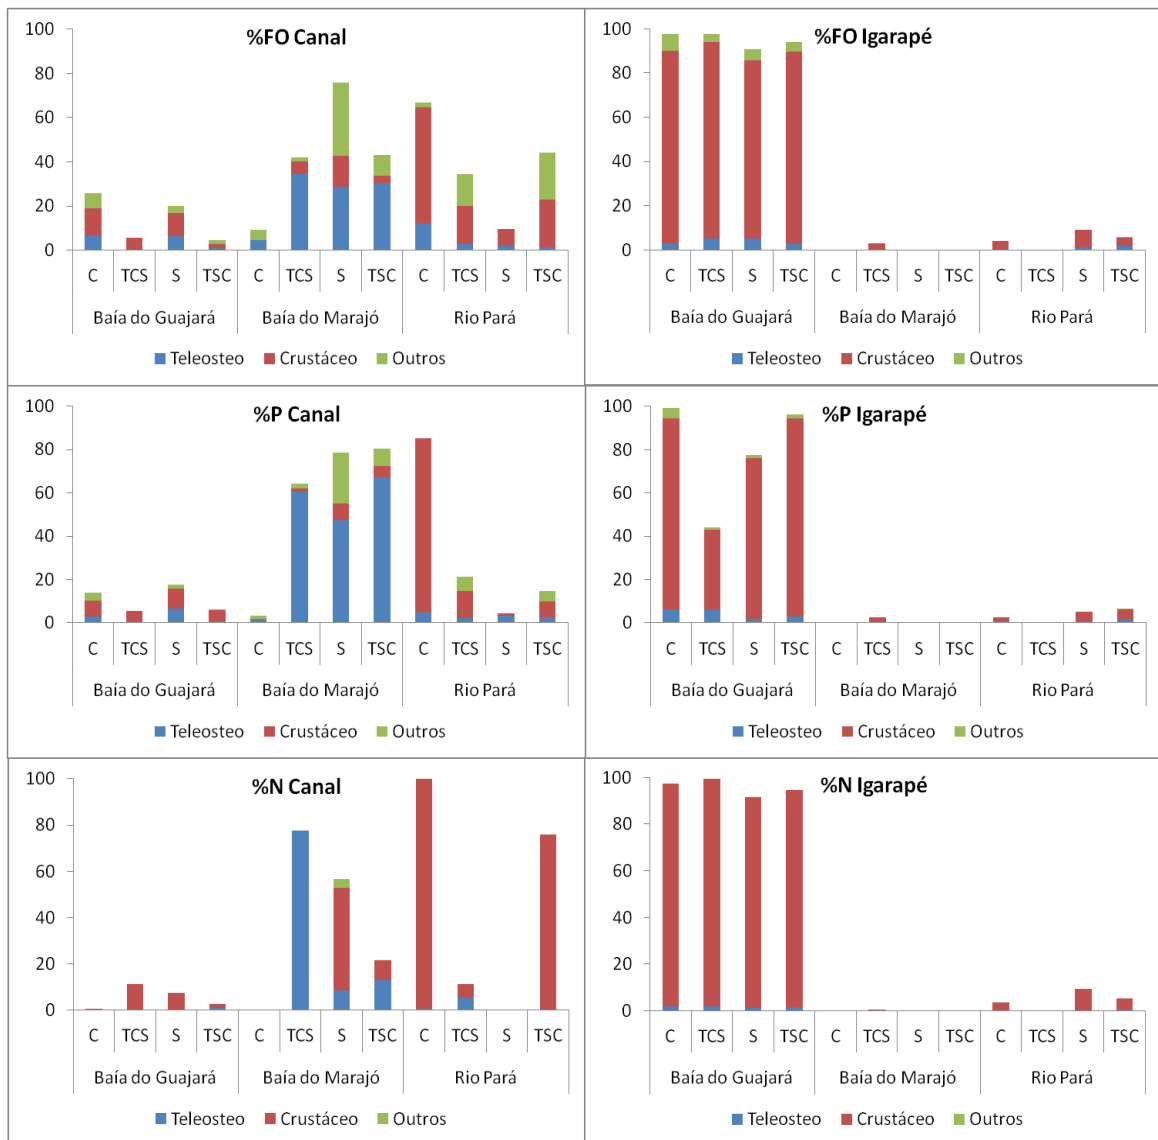 %FO Canal
100
80
60
40
20
0
C TCS S TSC C TCS S TSC C TCS S TSC
Baía do Guajará Baía do Marajó Rio Pará
Teleosteo Crustáceo Outros
%FO Igarapé
100
80
60
40
20
0
C TCS S TSC C TCS S TSC C TCS S TSC
Baía do Guajará Baía do Marajó Rio Pará
Teleosteo Crustáceo Outros
%P Canal
100
80
60
40
20
0
C TCS S TSC C TCS S TSC C TCS S TSC
Baía do Guajará Baía do Marajó Rio Pará
Teleosteo Crustáceo Outros
%P Igarapé
100
80
60
40
20
0
C TCS S TSC C TCS S TSC C TCS S TSC
Baía do Guajará Baía do Marajó Rio Pará
Teleosteo Crustáceo Outros
%N Canal
100
80
60
40
20
0
C TCS S TSC C TCS S TSC C TCS S TSC
Baía do Guajará Baía do Marajó Rio Pará
Teleosteo Crustáceo Outros
%N Igarapé
100
80
60
40
20
0
C TCS S TSC C TCS S TSC C TCS S TSC
Baía do Guajará Baía do Marajó Rio Pará
Teleosteo Crustáceo Outros